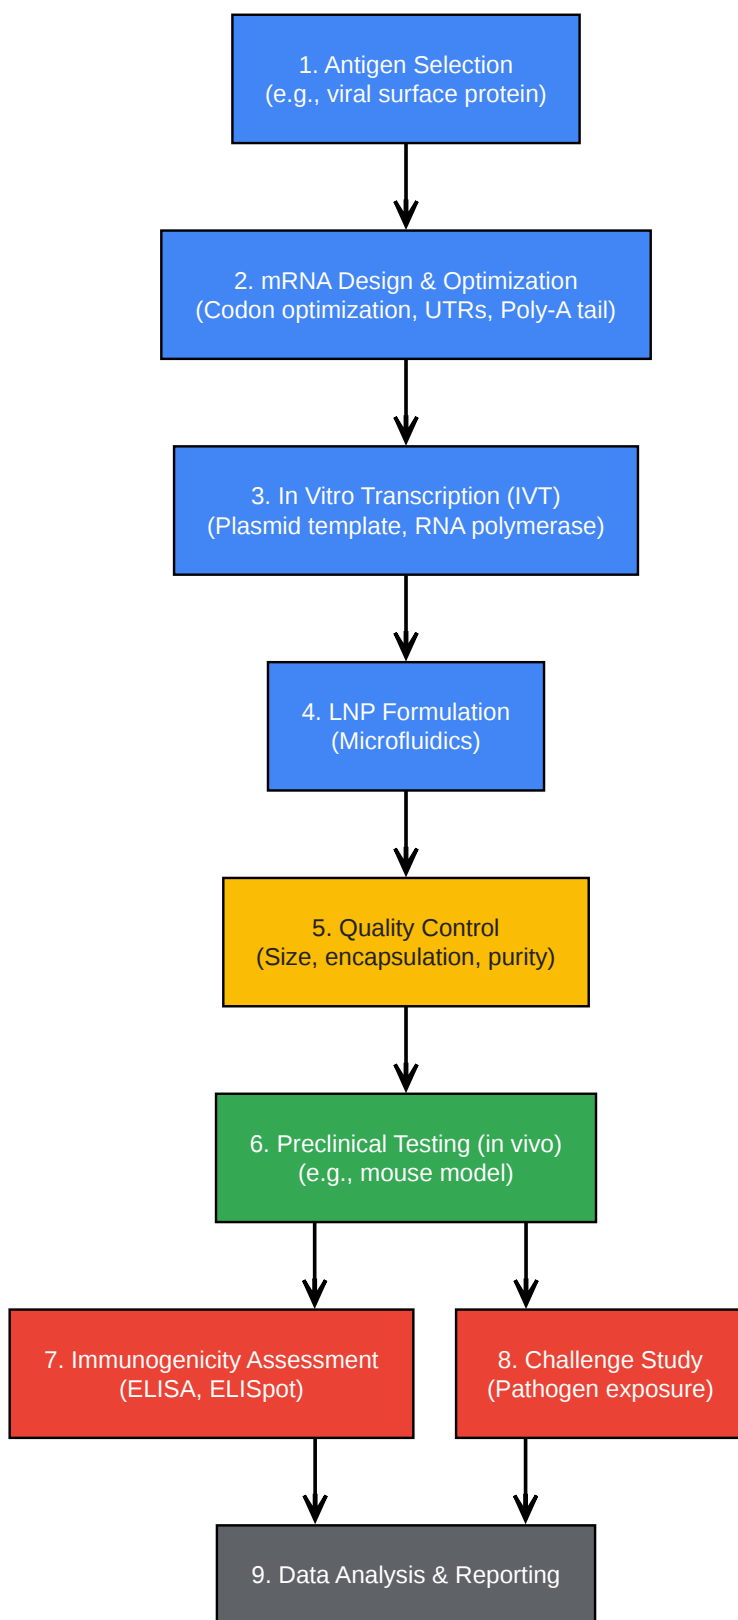 1. Antigen Selection
(e.g., viral surface protein)
2. mRNA Design & Optimization
(Codon optimization, UTRs, Poly-A tail)
3. In Vitro Transcription (IVT)
(Plasmid template, RNA polymerase)
4. LNP Formulation
(Microfluidics)
5. Quality Control
(Size, encapsulation, purity)
6. Preclinical Testing (in vivo)
(e.g., mouse model)
7. Immunogenicity Assessment
(ELISA, ELISpot)
8. Challenge Study
(Pathogen exposure)
9. Data Analysis & Reporting